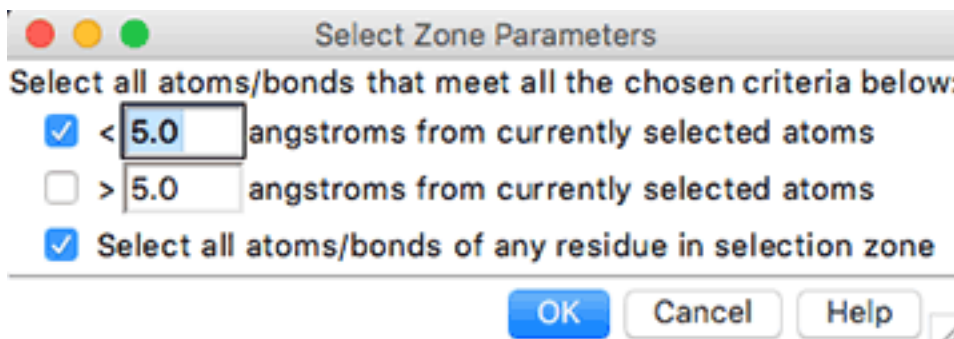 Select Zone Parameters
Select all atoms/bonds that meet all the chosen criteria below:
< 5.0 angstroms from currently selected atoms
> 5.0 angstroms from currently selected atoms
Select all atoms/bonds of any residue in selection zone
OK Cancel Help